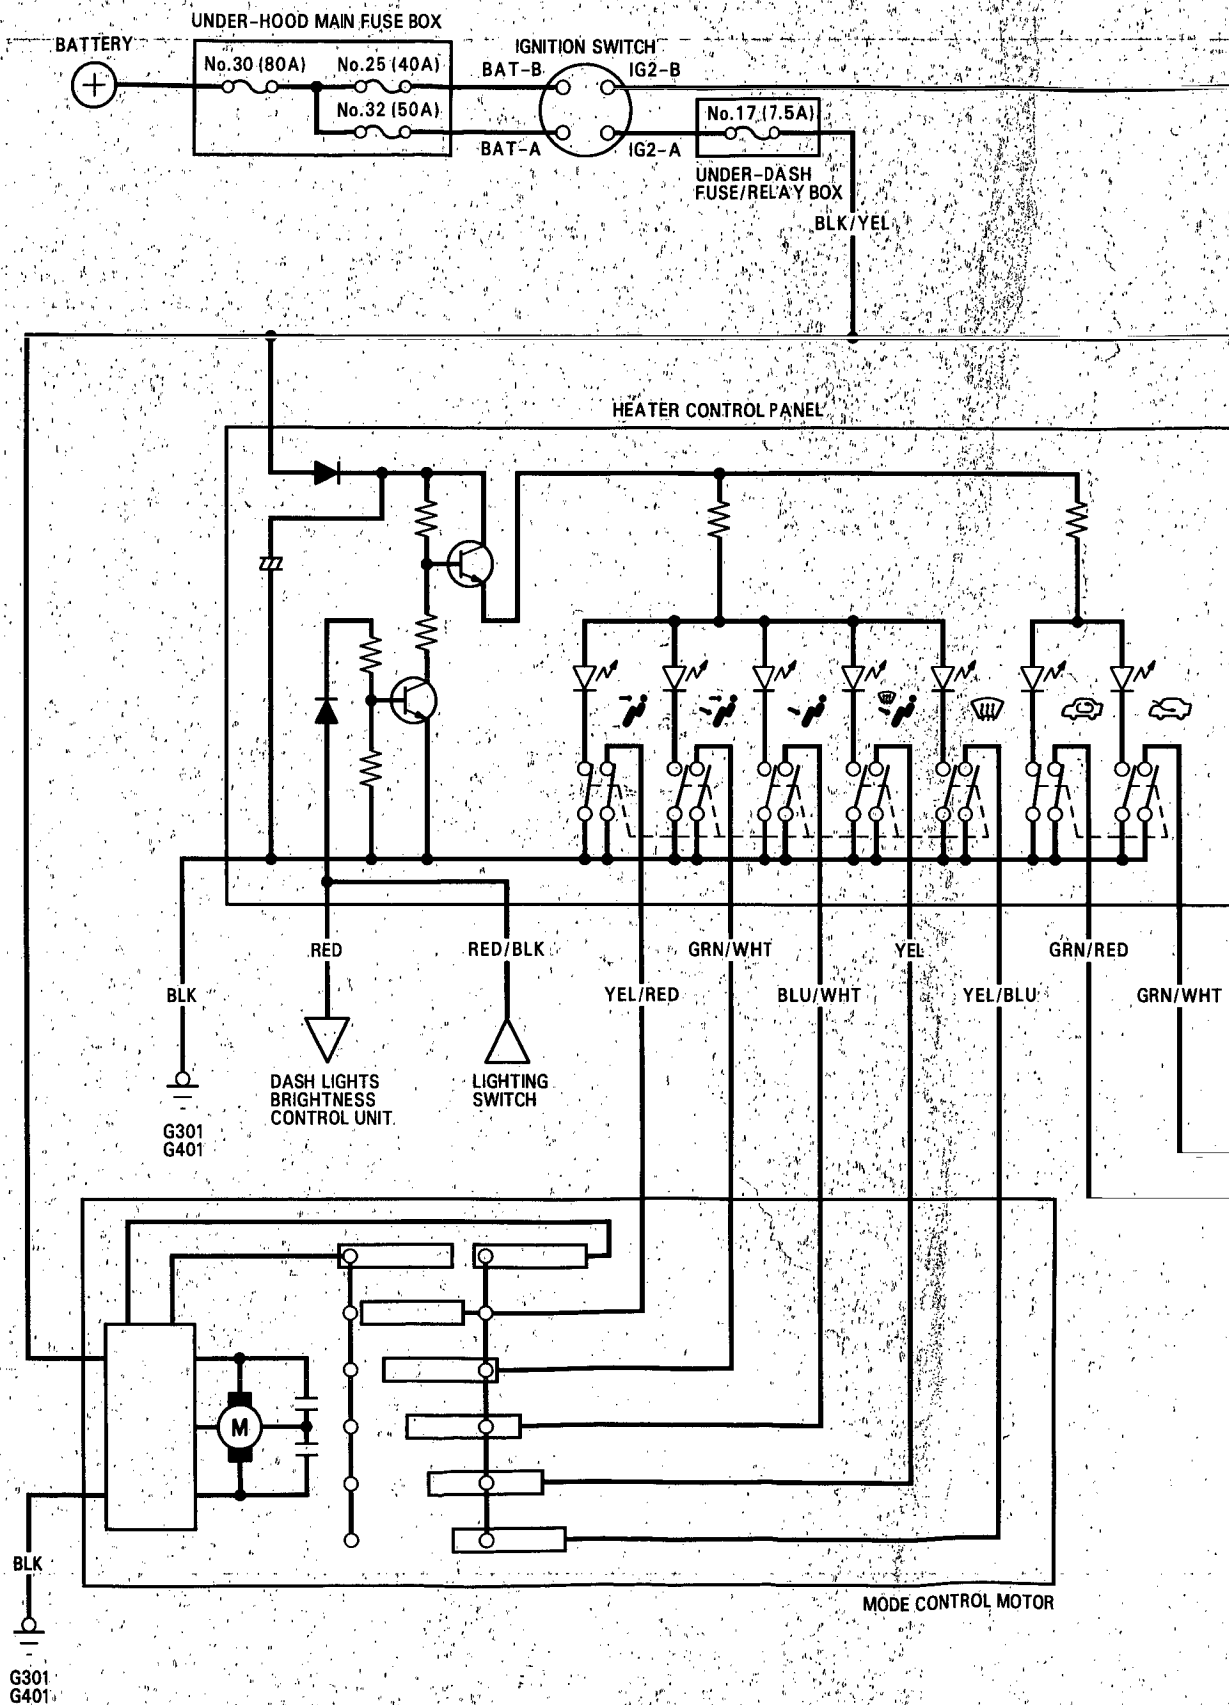 UNDER-HOOD MAIN FUSE BOX
BATTERY
No.30 (80A)
No.25 (40A)
No.32 (50A)
IGNITION SWITCH
BAT-B
IG2-B
BAT-A
IG2-A
No.17 (7.5A)
UNDER-DASH
FUSE/RELAY BOX
BLK/YEL
HEATER CONTROL PANEL
RED
RED/BLK
GRN/WHT
YEL
GRN/RED
BLK
YEL/RED
BLU/WHT
YEL/BLU
GRN/WHT
DASH LIGHTS
BRIGHTNESS
CONTROL UNIT
LIGHTING
SWITCH
G301
G401
M
BLK
MODE CONTROL MOTOR
G301
G401